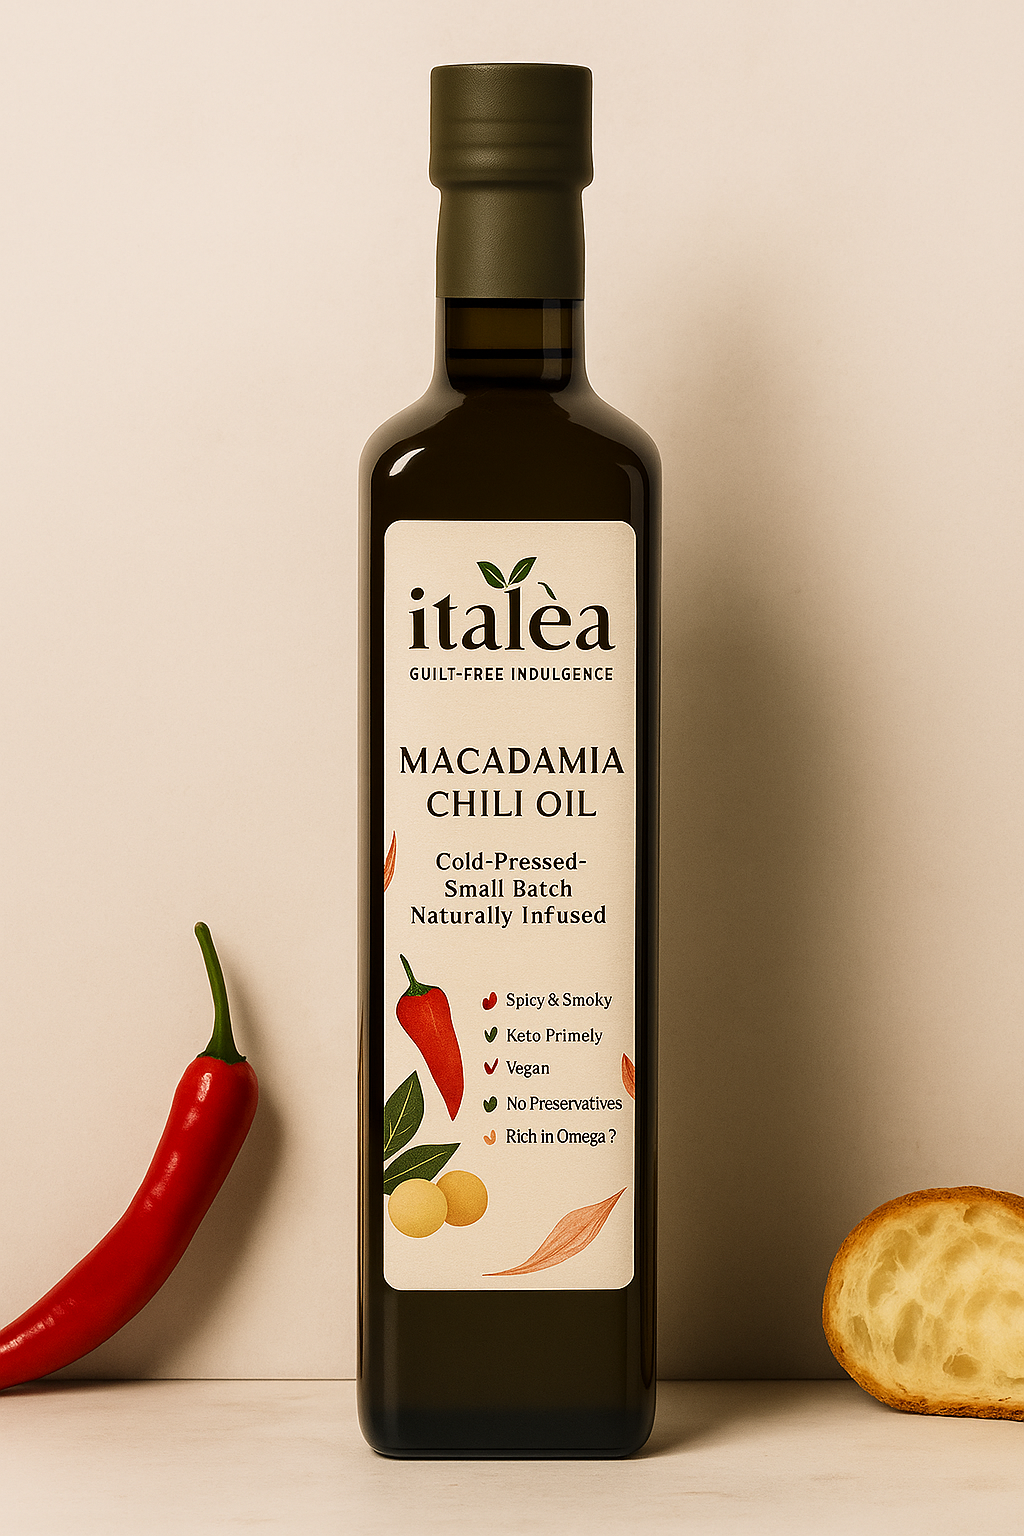 italèa
GUILT-FREE INDULGENCE
MACADAMIA
CHILI OIL
Cold-Pressed-
Small Batch
Naturally Infused
Spicy & Smoky
Keto Primely
Vegan
No Preservatives
Rich in Omega ?